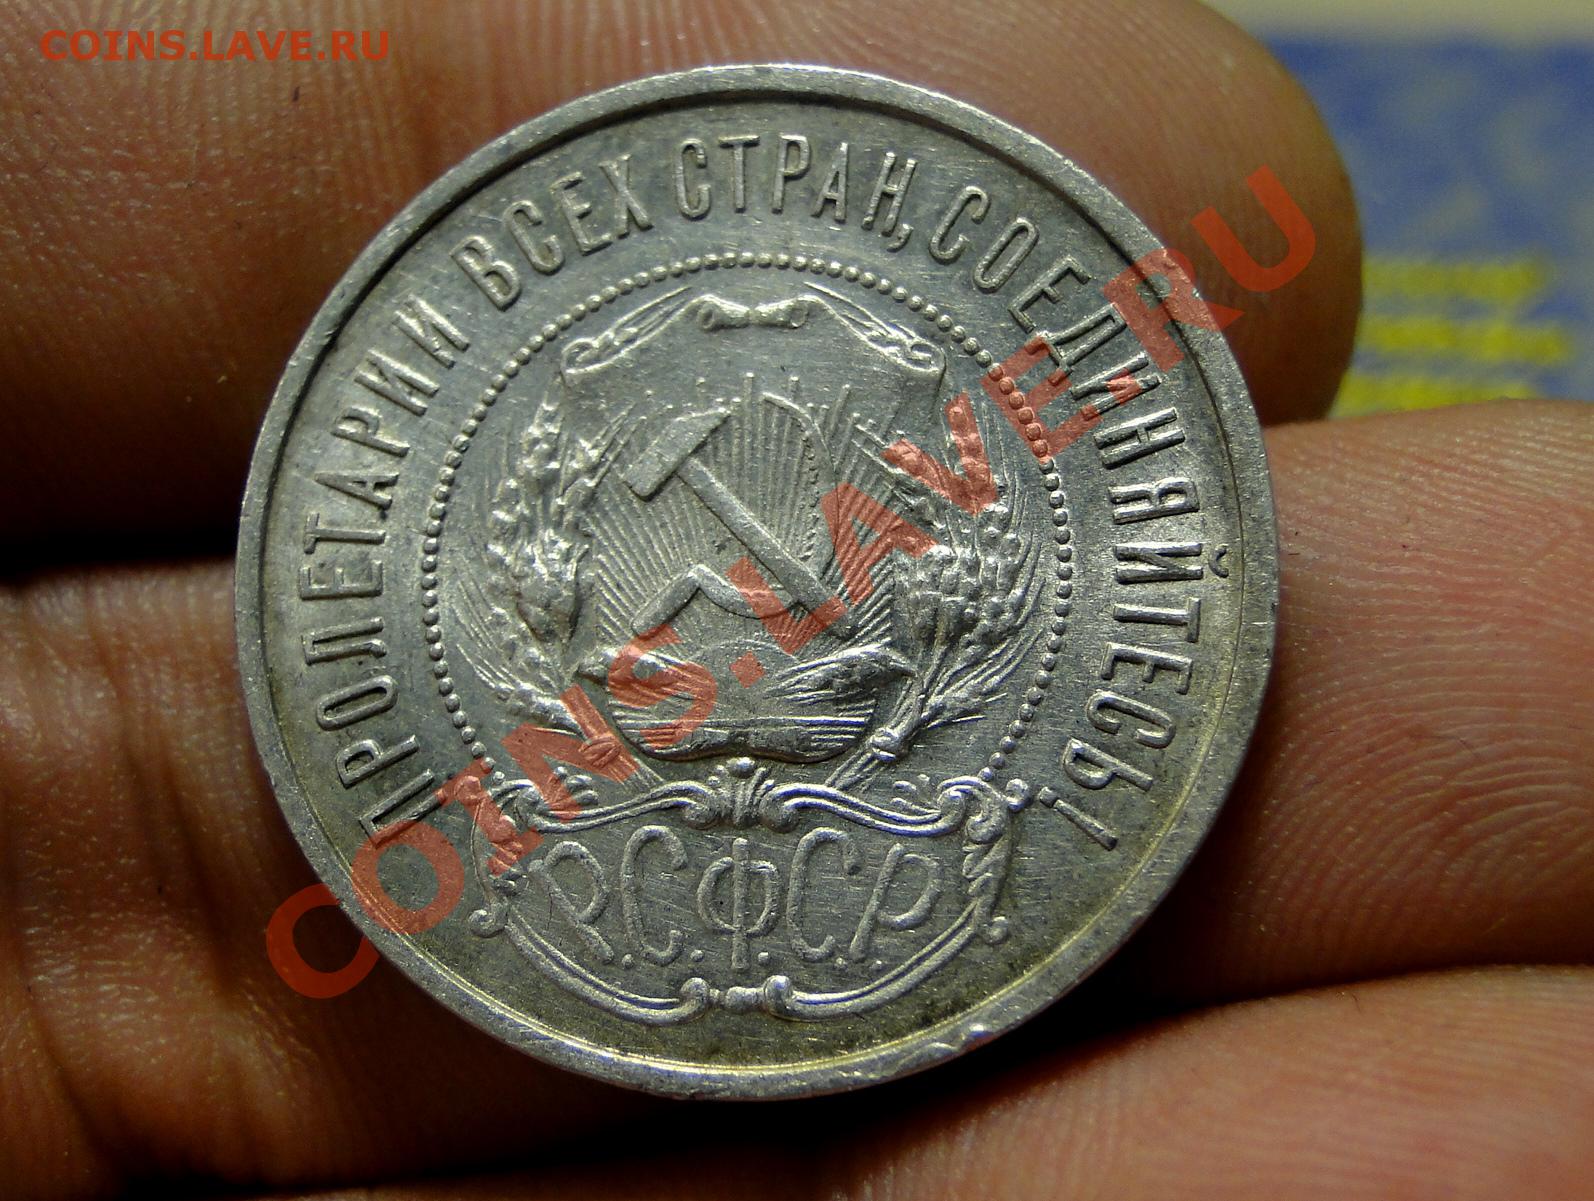 COINS.LAVE.RU
ПРОЛЕТАРИИ ВСЕХ СТРАН, СОЕДИНЯЙТЕСЬ!
Р.С.Ф.С.Р.
COINS.LAVE.RU